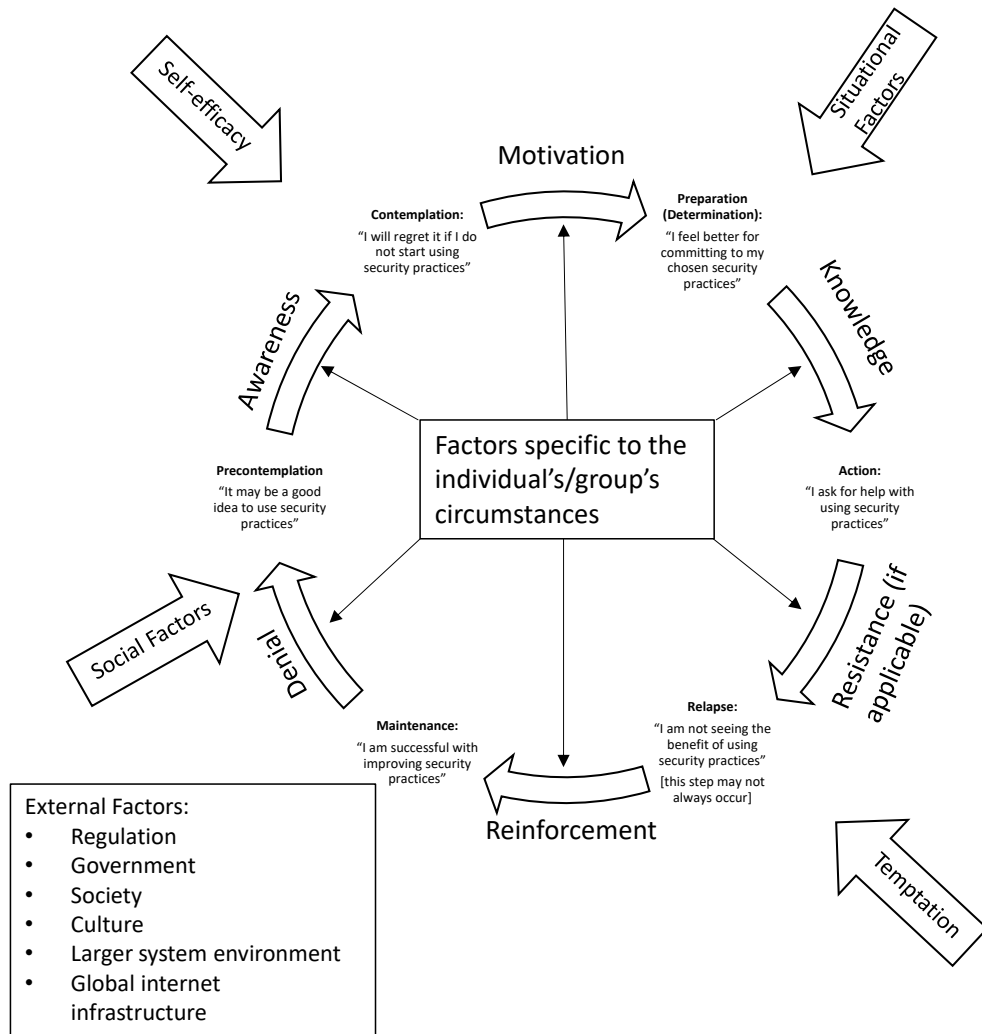 Self-efficacy
Situational
Factors
Motivation
Contemplation:
“I will regret it if I do
not start using
security practices”
Preparation
(Determination):
“I feel better for
committing to my
chosen security
practices”
Awareness
Knowledge
Factors specific to the
individual’s/group’s
circumstances
Precontemplation
“It may be a good
idea to use security
practices”
Action:
“I ask for help with
using security
practices”
Social Factors
Denial
Resistance (if
applicable)
Maintenance:
“I am successful with
improving security
practices”
Relapse:
“I am not seeing the
benefit of using
security practices”
[this step may not
always occur]
Reinforcement
Temptation
External Factors:
• Regulation
• Government
• Society
• Culture
• Larger system environment
• Global internet
infrastructure